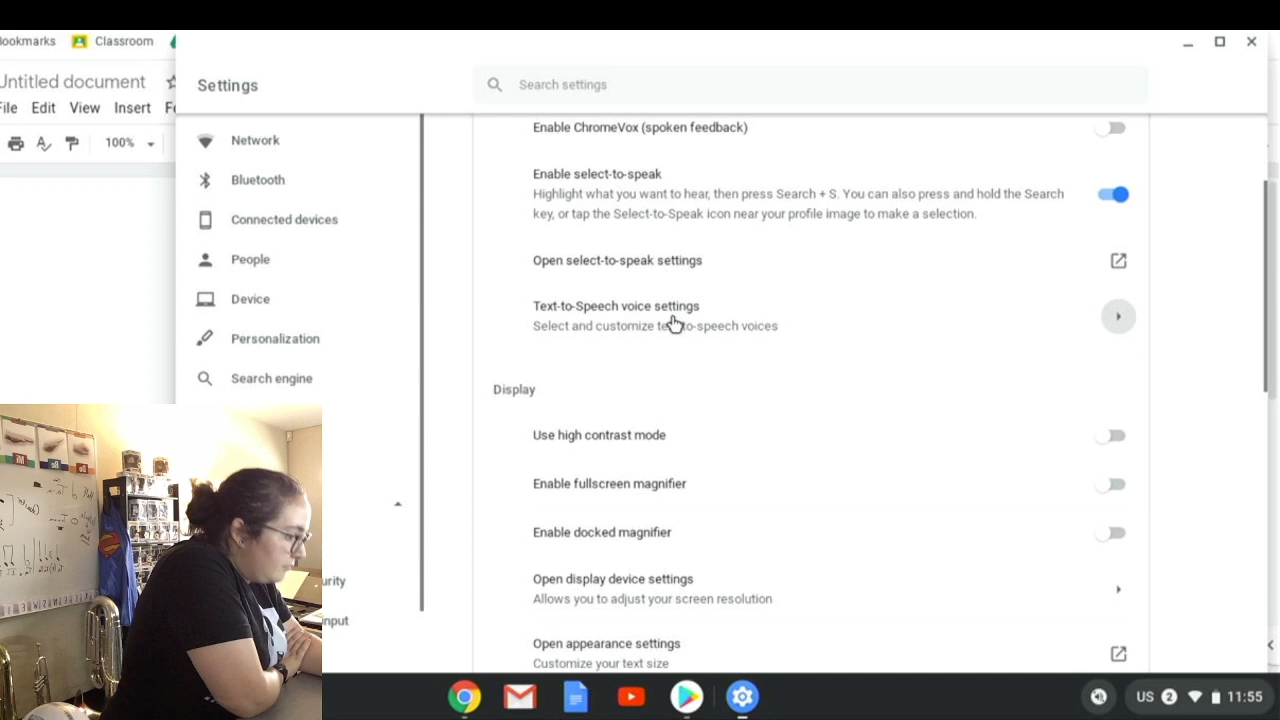 ookmarks
Classroom
Untitled document
File Edit View Insert
100%
Settings
Search settings
Network
Bluetooth
Connected devices
People
Device
Personalization
Search engine
urity
input
Enable ChromeVox (spoken feedback)
Enable select-to-speak
Highlight what you want to hear, then press Search + S. You can also press and hold the Search
key, or tap the Select-to-Speak icon near your profile image to make a selection.
Open select-to-speak settings
Text-to-Speech voice settings
Select and customize text-to-speech voices
Display
Use high contrast mode
Enable fullscreen magnifier
Enable docked magnifier
Open display device settings
Allows you to adjust your screen resolution
Open appearance settings
Customize your text size
US 2 11:55